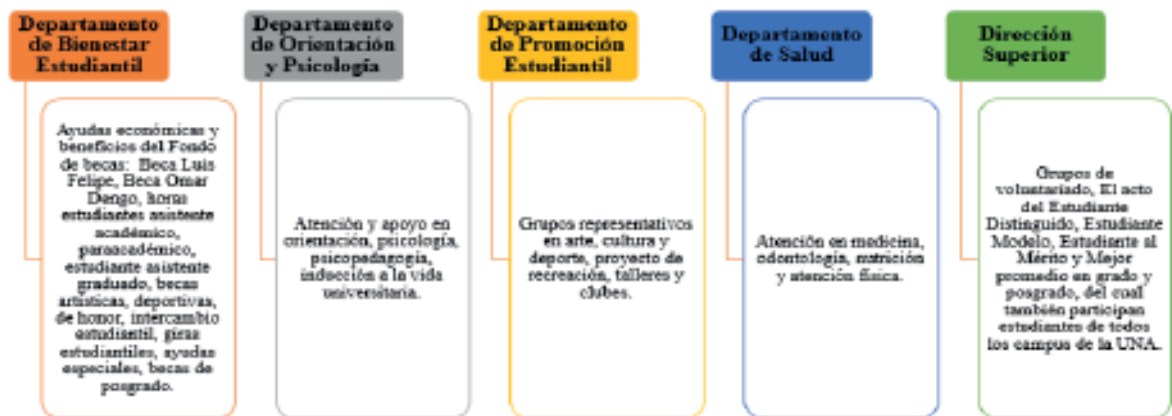 Departamento
de Bienestar
Estudiantil
Ayudas económicas y
beneficios del Fondo
de becas: Beca Luis
Felipe, Beca Omar
Dengo, horas
estudiantes asistente
académico,
paraacadémico,
estudiante asistente
graduado, becas
artísticas, deportivas,
de honor, intercambio
estudiantil, giras
estudiantiles, ayudas
especiales, becas de
posgrado.
Departamento
de Orientación
y Psicología
Atención y apoyo en
orientación, psicología,
psicopedagogía,
inducción a la vida
universitaria.
Departamento
de Promoción
Estudiantil
Grupos representativos
en arte, cultura y
deporte, proyecto de
recreación, talleres y
clubes.
Departamento
de Salud
Atención en medicina,
odontología, nutrición
y atención física.
Dirección
Superior
Grupos de
voluntariado, El acto
del Estudiante
Distinguido, Estudiante
Modelo, Estudiante al
Mérito y Mejor
promedio en grado y
posgrado, del cual
también participan
estudiantes de todos
los campus de la UNA.